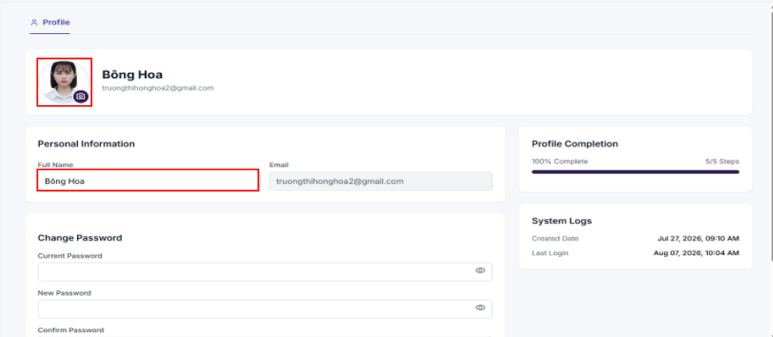 Profile
Bông Hoa
truongthihonghoa2@gmail.com
Personal Information
Full Name
Email
Bông Hoa
truongthihonghoa2@gmail.com
Profile Completion
100% Complete
5/5 Steps
System Logs
Created Date
Jul 27, 2026, 09:10 AM
Last Login
Aug 07, 2026, 10:04 AM
Change Password
Current Password
New Password
Confirm Password